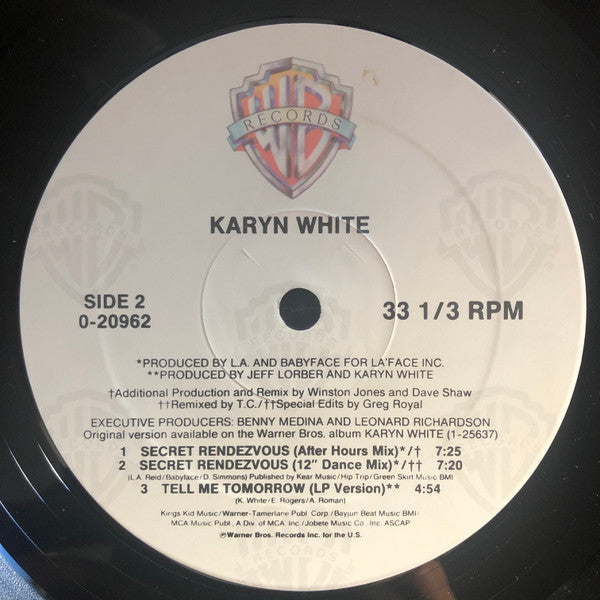 WB
RECORDS
KARYN WHITE
SIDE 2
0-20962
33 1/3 RPM
*PRODUCED BY L.A. AND BABYFACE FOR LA'FACE INC.
**PRODUCED BY JEFF LORBER AND KARYN WHITE
†Additional Production and Remix by Winston Jones and Dave Shaw
††Remixed by T.C./††Special Edits by Greg Royal
EXECUTIVE PRODUCERS: BENNY MEDINA AND LEONARD RICHARDSON
Original version available on the Warner Bros. album KARYN WHITE (1-25637)
1 SECRET RENDEZVOUS (After Hours Mix)*/† 7:25
2 SECRET RENDEZVOUS (12" Dance Mix)*/†† 7:20
(L.A. Reid/Babyface/D. Simmons) Published by Kear Music/Hip Trip/Green Skirt Music BMI
3 TELL ME TOMORROW (LP Version)** 4:54
(K. White/E. Rogers/A. Roman)
Kings Kid Music/Warner-Tamerlane Publ. Corp./Bayjun Beat Music BMI/
MCA Music Publ., A Div. of MCA Inc./Jobete Music Co., Inc. ASCAP
℗Warner Bros. Records Inc. for the U.S.